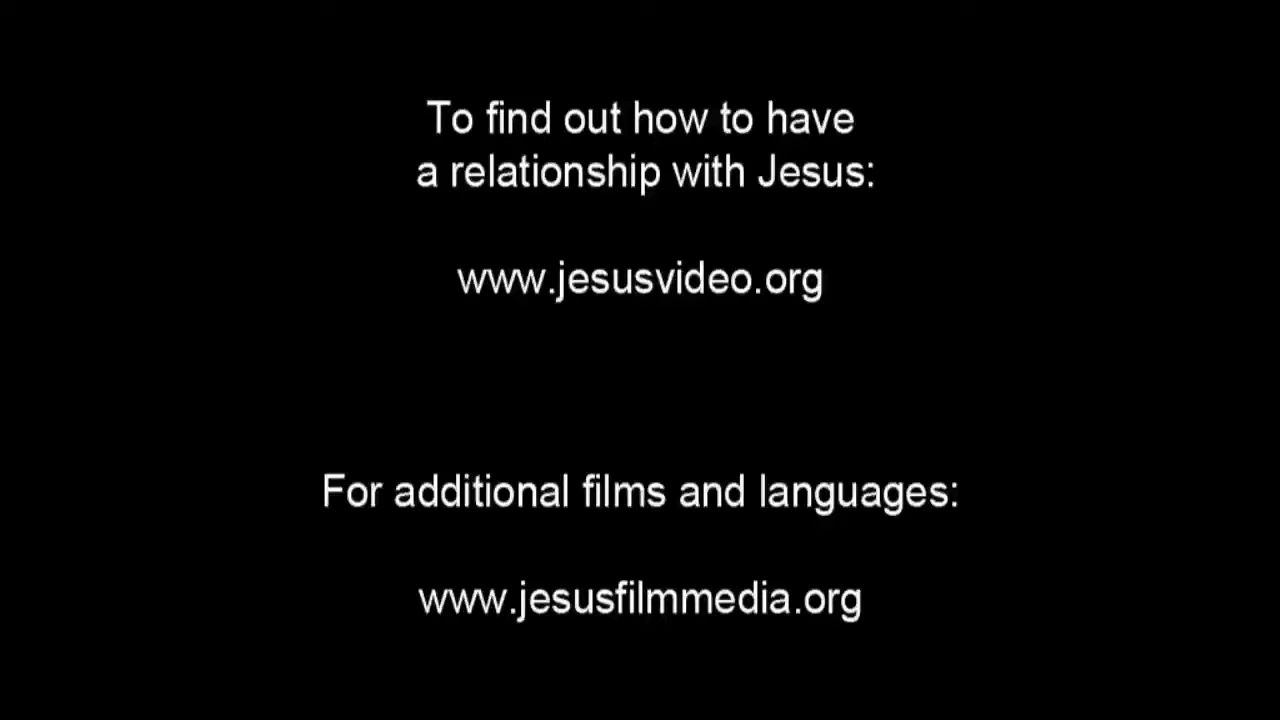 To find out how to have
a relationship with Jesus:
www.jesusvideo.org
For additional films and languages:
www.jesusfilmmedia.org